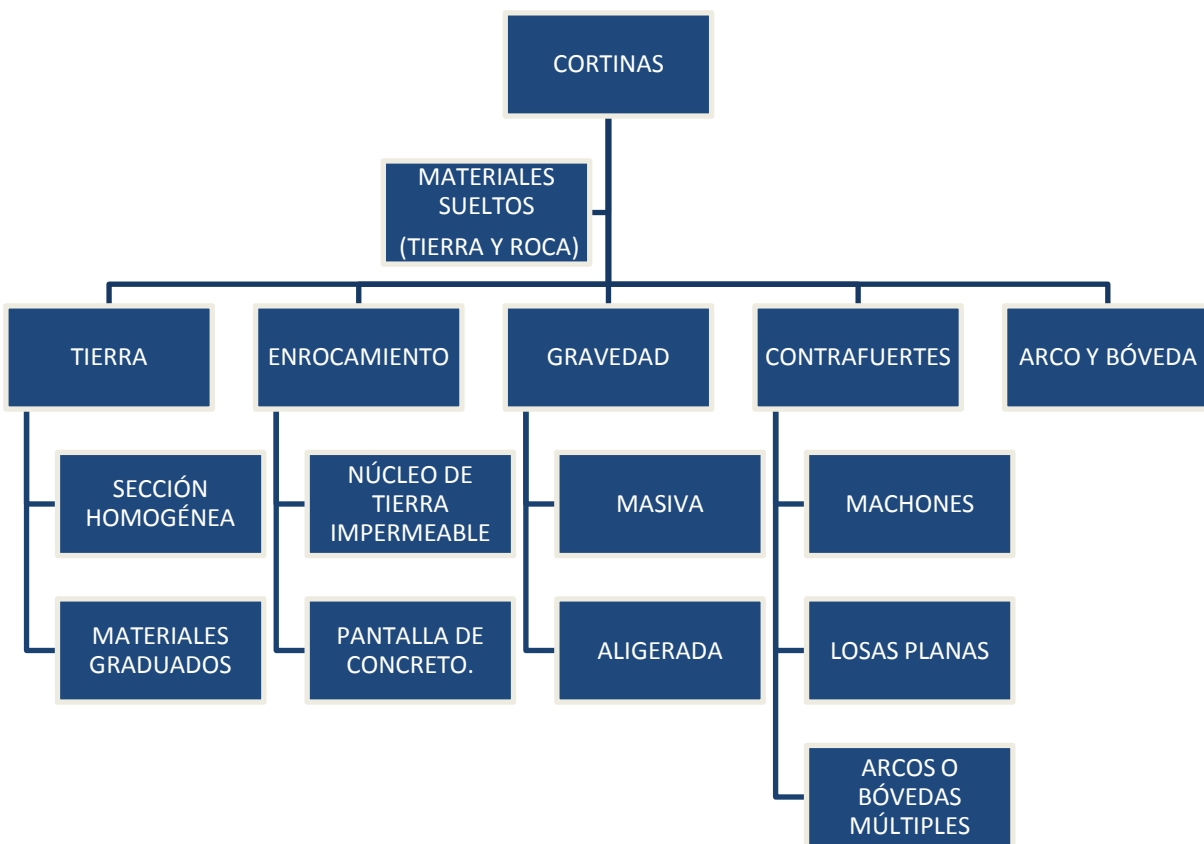 CORTINAS
MATERIALES
SUELTOS
(TIERRA Y ROCA)
TIERRA
ENROCAMIENTO
GRAVEDAD
CONTRAFUERTES
ARCO Y BÓVEDA
SECCIÓN
HOMOGÉNEA
MATERIALES
GRADUADOS
NÚCLEO DE
TIERRA
IMPERMEABLE
PANTALLA DE
CONCRETO.
MASIVA
ALIGERADA
MACHONES
LOSAS PLANAS
ARCOS O
BÓVEDAS
MÚLTIPLES